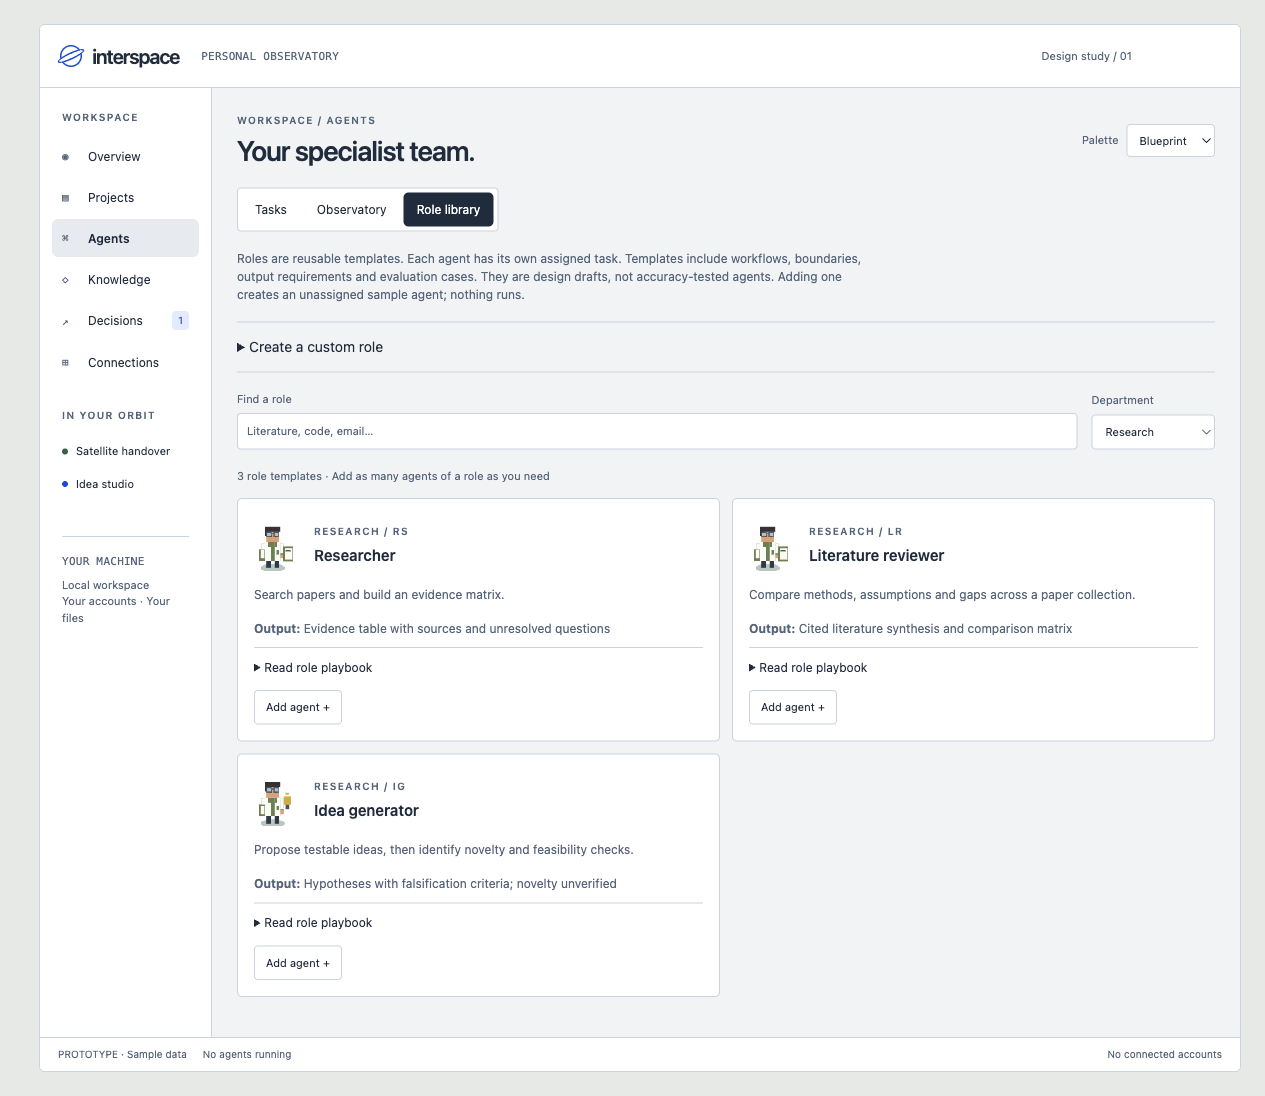 interspace
PERSONAL OBSERVATORY
Design study / 01
WORKSPACE
Overview
Projects
Agents
Knowledge
Decisions 1
Connections
IN YOUR ORBIT
Satellite handover
Idea studio
YOUR MACHINE
Local workspace
Your accounts · Your
files
WORKSPACE / AGENTS
Your specialist team.
Palette Blueprint
Tasks Observatory Role library
Roles are reusable templates. Each agent has its own assigned task. Templates include workflows, boundaries,
output requirements and evaluation cases. They are design drafts, not accuracy-tested agents. Adding one
creates an unassigned sample agent; nothing runs.
Create a custom role
Find a role
Literature, code, email...
Department
Research
3 role templates · Add as many agents of a role as you need
RESEARCH / RS
Researcher
Search papers and build an evidence matrix.
Output: Evidence table with sources and unresolved questions
Read role playbook
Add agent +
RESEARCH / LR
Literature reviewer
Compare methods, assumptions and gaps across a paper collection.
Output: Cited literature synthesis and comparison matrix
Read role playbook
Add agent +
RESEARCH / IG
Idea generator
Propose testable ideas, then identify novelty and feasibility checks.
Output: Hypotheses with falsification criteria; novelty unverified
Read role playbook
Add agent +
PROTOTYPE · Sample data No agents running
No connected accounts